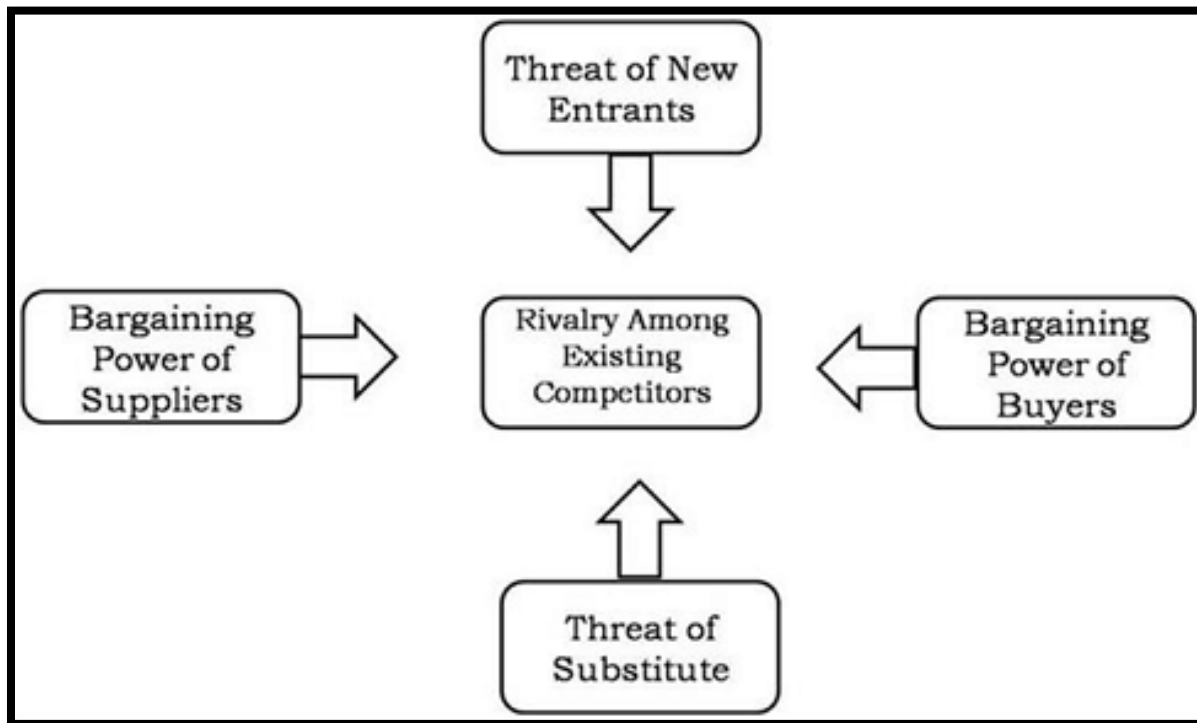 Threat of New
Entrants
Bargaining
Power of
Suppliers
Rivalry Among
Existing
Competitors
Bargaining
Power of
Buyers
Threat of
Substitute